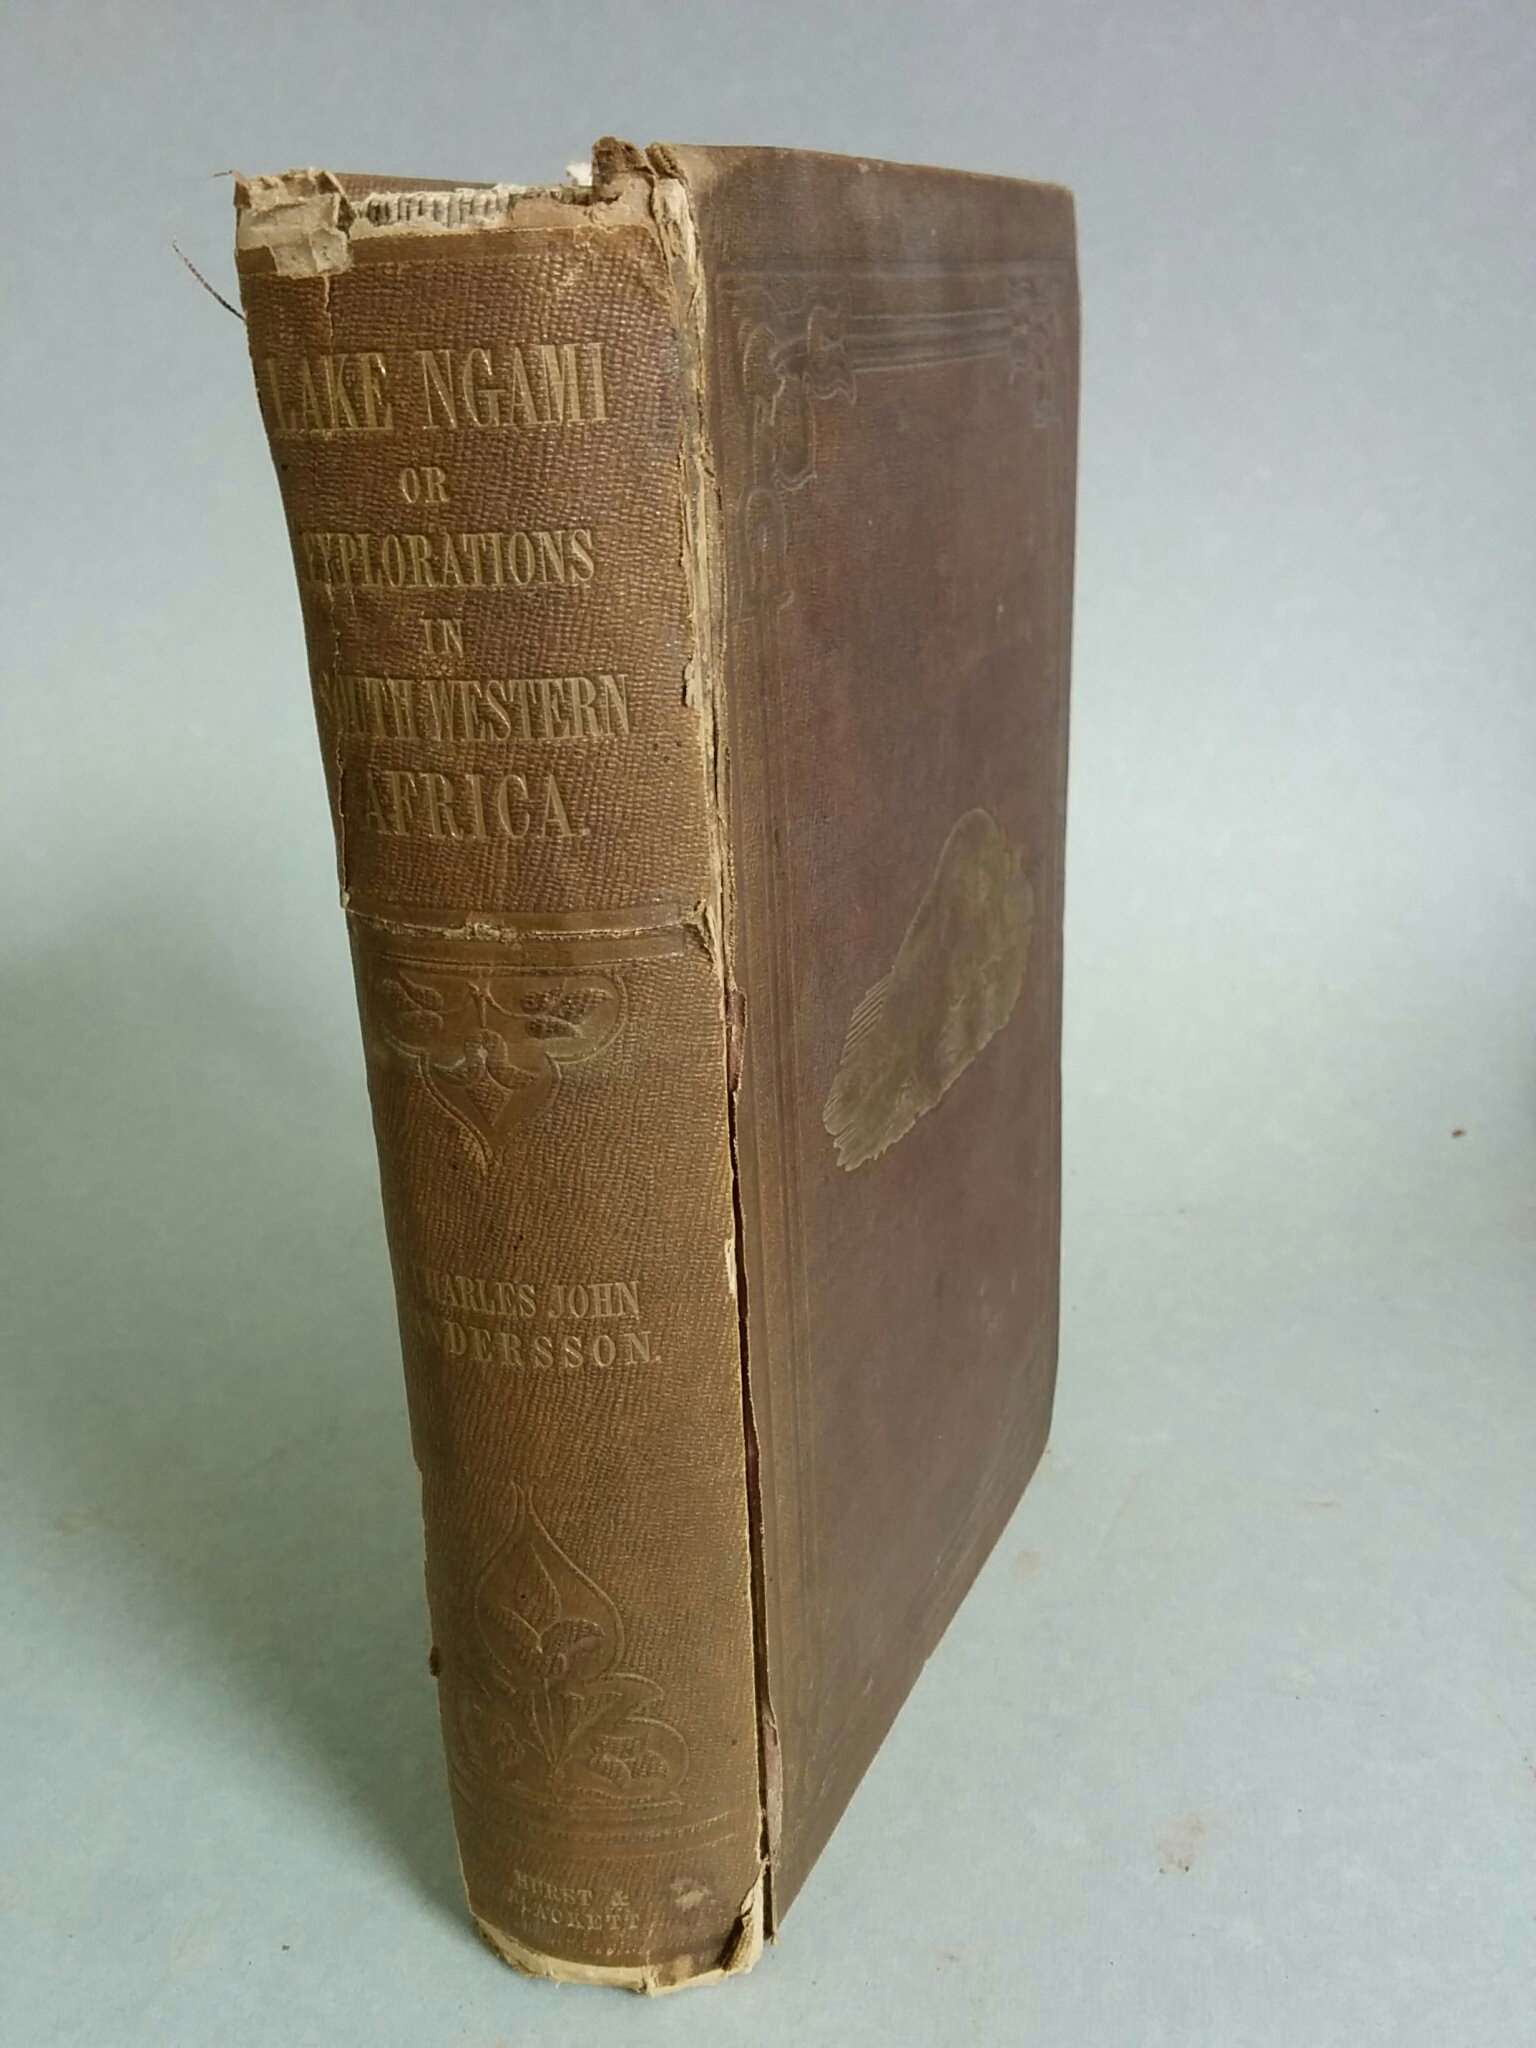 LAKE NGAMI
OR
EXPLORATIONS
IN
SOUTH-WESTERN
AFRICA.
CHARLES JOHN
ANDERSSON.
HURST &
BLACKETT